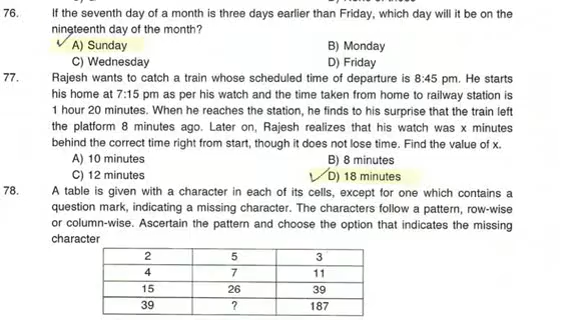 76. If the seventh day of a month is three days earlier than Friday, which day will it be on the
nineteenth day of the month?
A) Sunday B) Monday
C) Wednesday D) Friday
77. Rajesh wants to catch a train whose scheduled time of departure is 8:45 pm. He starts
his home at 7:15 pm as per his watch and the time taken from home to railway station is
1 hour 20 minutes. When he reaches the station, he finds to his surprise that the train left
the platform 8 minutes ago. Later on, Rajesh realizes that his watch was x minutes
behind the correct time right from start, though it does not lose time. Find the value of x.
A) 10 minutes B) 8 minutes
C) 12 minutes D) 18 minutes
78. A table is given with a character in each of its cells, except for one which contains a
question mark, indicating a missing character. The characters follow a pattern, row-wise
or column-wise. Ascertain the pattern and choose the option that indicates the missing
character
2 5 3
4 7 11
15 26 39
39 ? 187